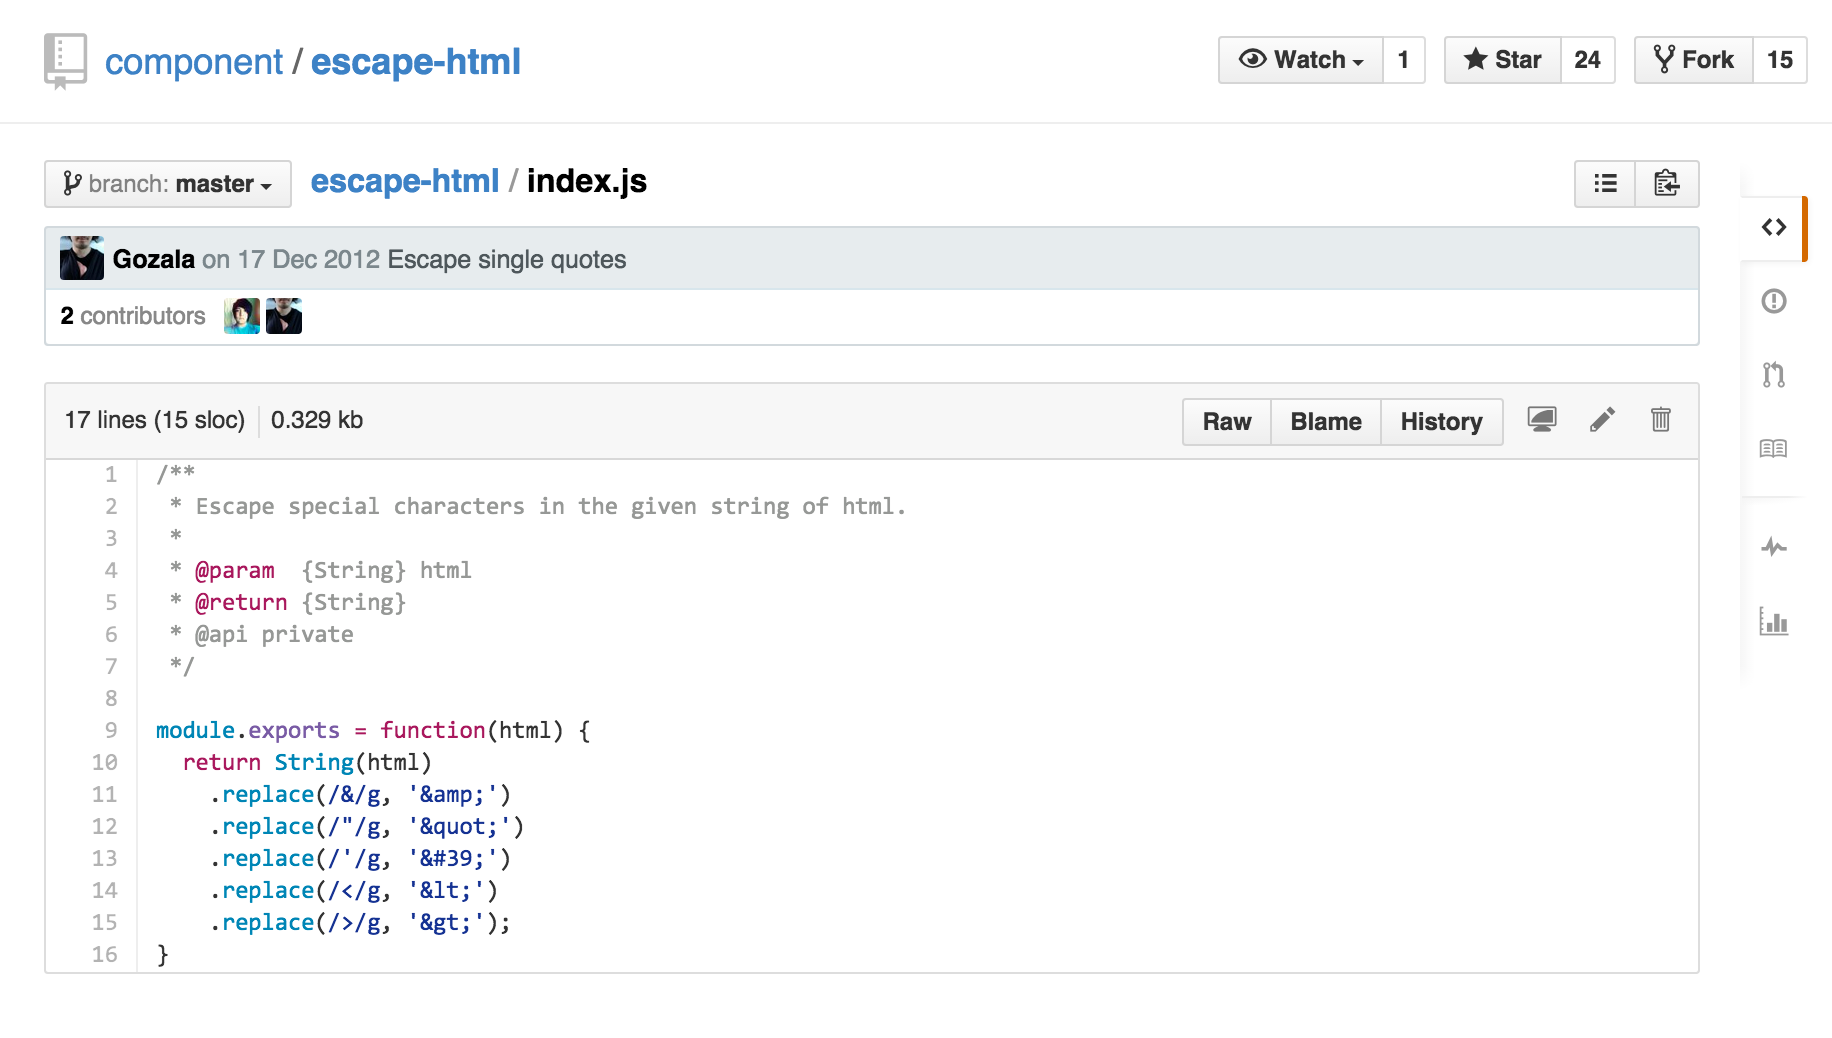 component / escape-html
Watch 1 Star 24 Fork 15
branch: master escape-html / index.js
Gozala on 17 Dec 2012 Escape single quotes
2 contributors
17 lines (15 sloc) 0.329 kb Raw Blame History
1 /**
2  * Escape special characters in the given string of html.
3  *
4  * @param  {String} html
5  * @return {String}
6  * @api private
7  */
8
9 module.exports = function(html) {
10   return String(html)
11     .replace(/&/g, '&amp;')
12     .replace(/"/g, '&quot;')
13     .replace(/'/g, '&#39;')
14     .replace(/</g, '&lt;')
15     .replace(/>/g, '&gt;');
16 }